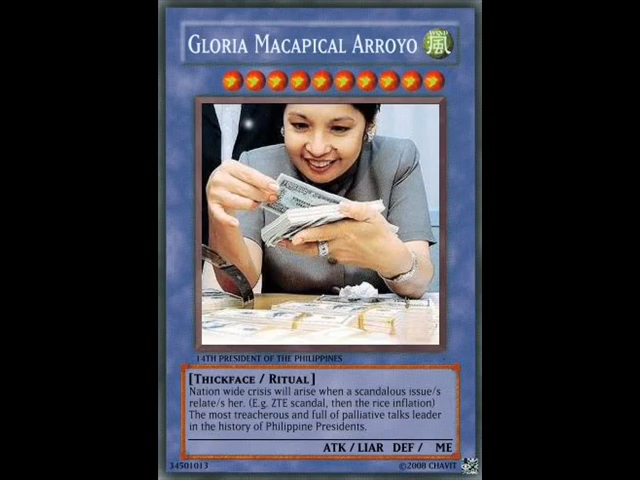 GLORIA MACAPICAL ARROYO
WIND
風
14TH PRESIDENT OF THE PHILIPPINES
[THICKFACE / RITUAL]
Nation wide crisis will arise when a scandalous issue/s
relate/s her. (E.g. ZTE scandal, then the rice inflation)
The most treacherous and full of palliative talks leader
in the history of Philippine Presidents.
ATK / LIAR DEF / ME
34501013
©2008 CHAVIT